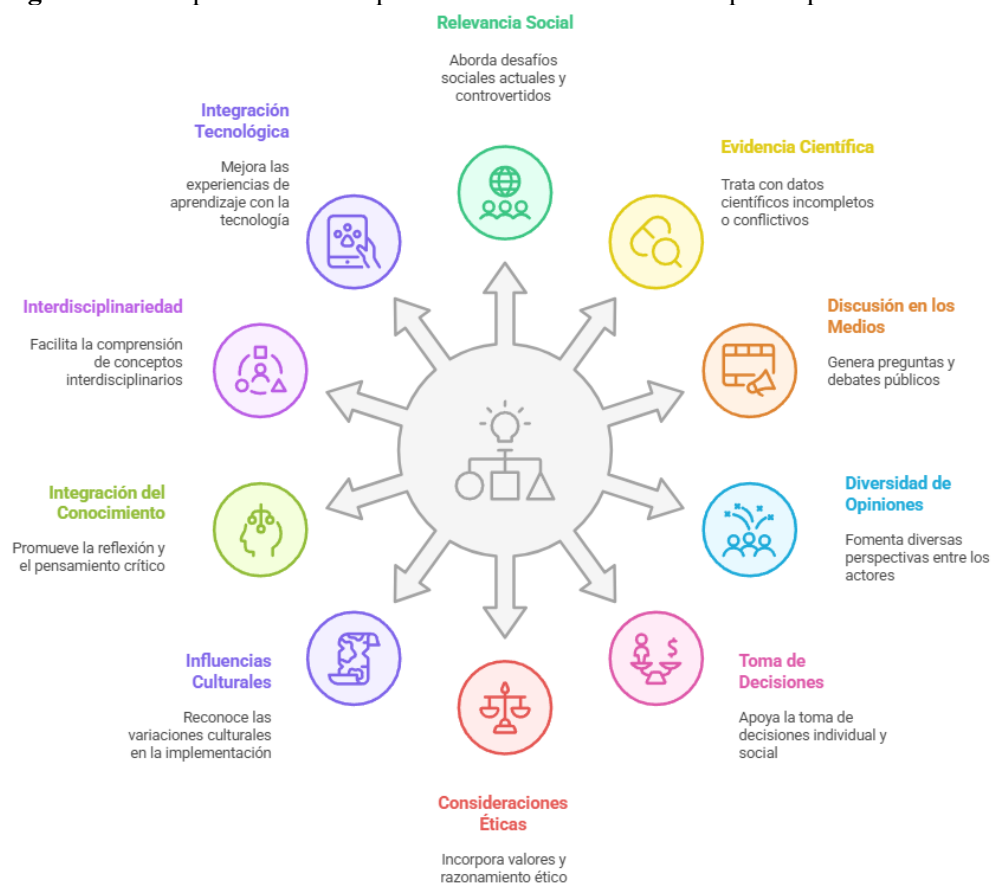 Relevancia Social
Aborda desafíos
sociales actuales y
controvertidos
Evidencia Científica
Trata con datos
científicos incompletos
o conflictivos
Discusión en los
Medios
Genera preguntas y
debates públicos
Diversidad de
Opiniones
Fomenta diversas
perspectivas entre los
actores
Toma de
Decisiones
Apoya la toma de
decisiones individual y
social
$
Consideraciones
Éticas
Incorpora valores y
razonamiento ético
Influencias
Culturales
Reconoce las
variaciones culturales
en la implementación
Integración del
Conocimiento
Promueve la reflexión y
el pensamiento crítico
Interdisciplinariedad
Facilita la comprensión
de conceptos
interdisciplinarios
Integración
Tecnológica
Mejora las
experiencias de
aprendizaje con la
tecnología